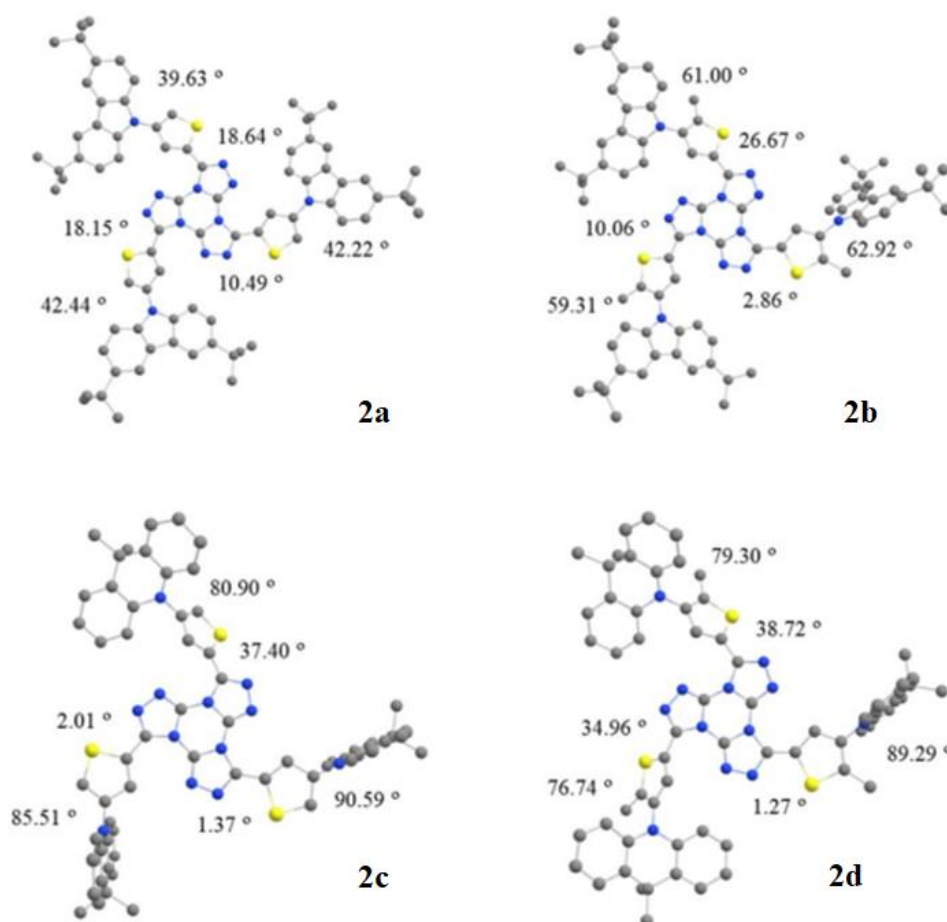 39.63 º
18.64 º
18.15 º
10.49 º
42.22 º
42.44 º
2a
61.00 º
26.67 º
10.06 º
62.92 º
59.31 º
2.86 º
2b
80.90 º
37.40 º
2.01 º
90.59 º
85.51 º
1.37 º
2c
79.30 º
38.72 º
34.96 º
89.29 º
76.74 º
1.27 º
2d